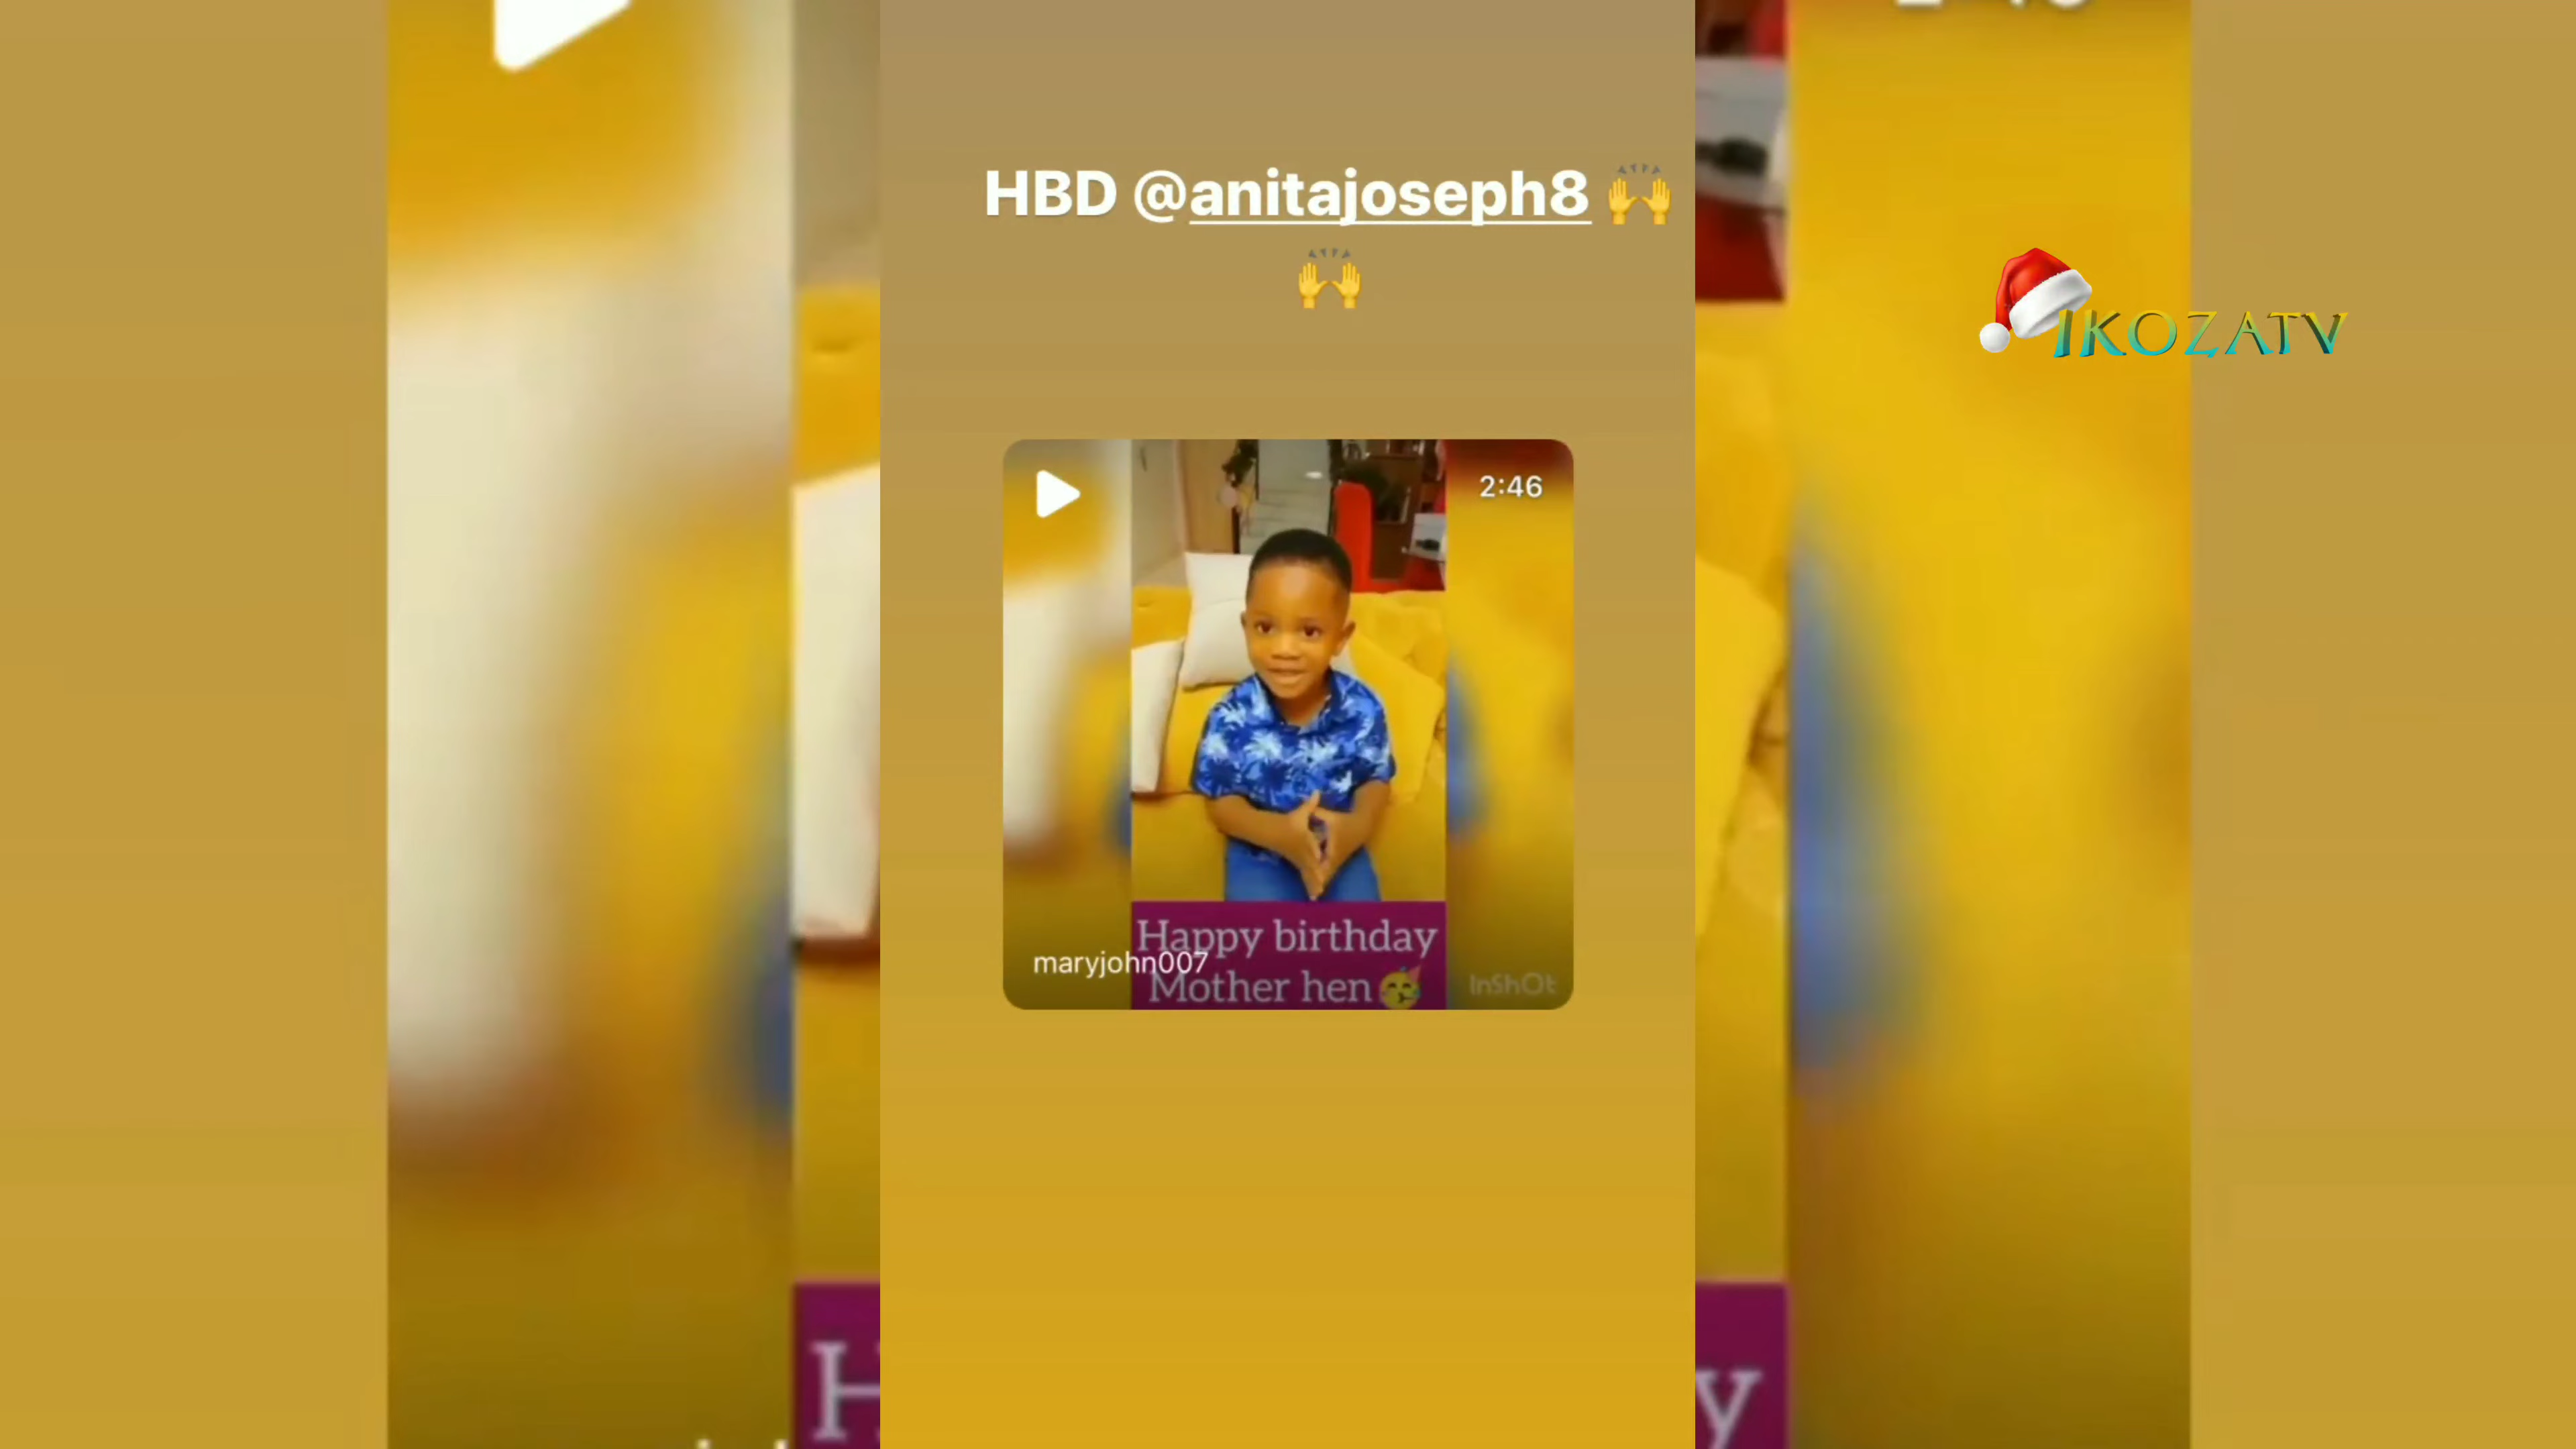 HBD @anitajoseph8 🙌
🙌
IKOZATV
2:46
Happy birthday
maryjohn007
Mother hen🥳
InShOt
H
y